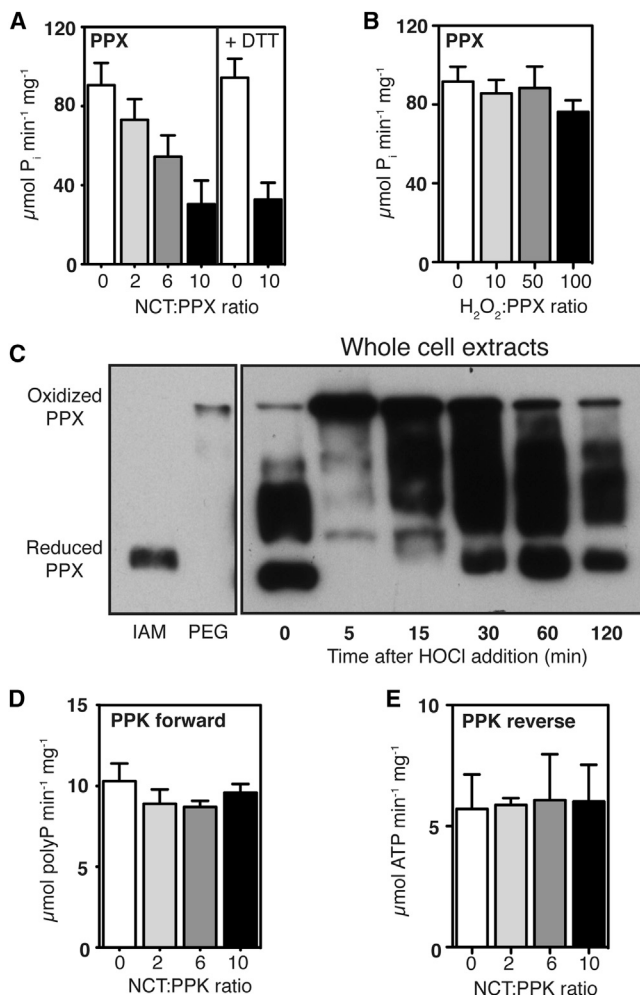 A
PPX
+ DTT
120
80
40
0
µmol Pi min-1 mg-1
0 2 6 10 0 10
NCT:PPX ratio
B
PPX
120
80
40
0
µmol Pi min-1 mg-1
0 10 50 100
H2O2:PPX ratio
C
Whole cell extracts
Oxidized
PPX
Reduced
PPX
IAM PEG 0 5 15 30 60 120
Time after HOCl addition (min)
D
PPK forward
15
10
5
0
µmol polyP min-1 mg-1
0 2 6 10
NCT:PPK ratio
E
PPK reverse
10
5
0
µmol ATP min-1 mg-1
0 2 6 10
NCT:PPK ratio